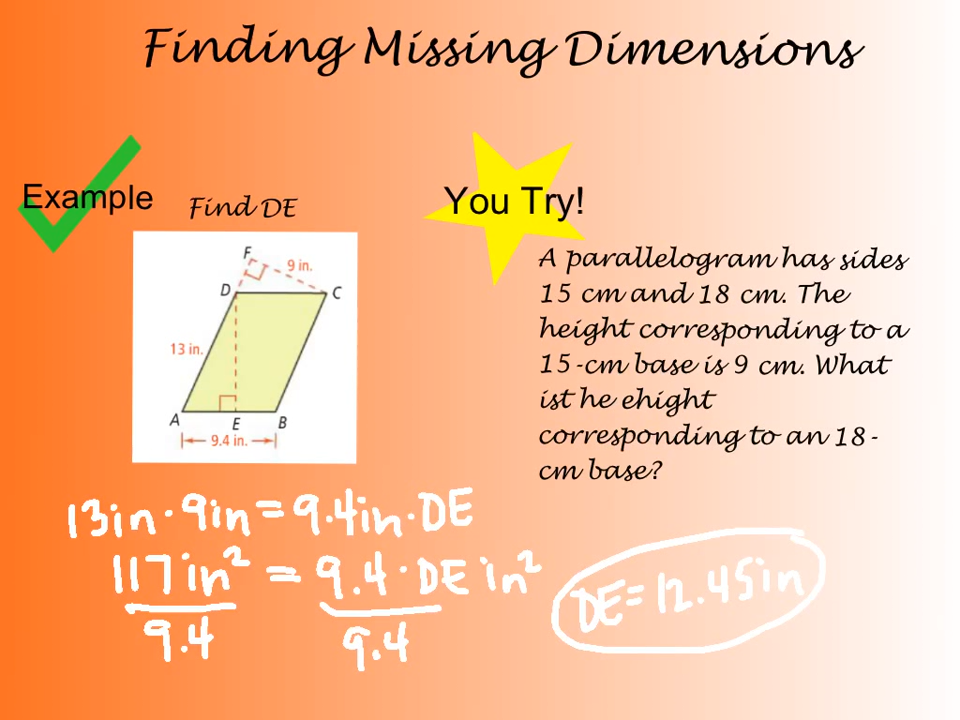 Finding Missing Dimensions
Example
Find DE
F
9 in.
D
C
13 in.
A
E
B
9.4 in.
13in · 9in = 9.4in · DE
117in² = 9.4 · DE in²
9.4
9.4
DE = 12.45in
You Try!
A parallelogram has sides
15 cm and 18 cm. The
height corresponding to a
15-cm base is 9 cm. What
ist he ehight
corresponding to an 18-
cm base?